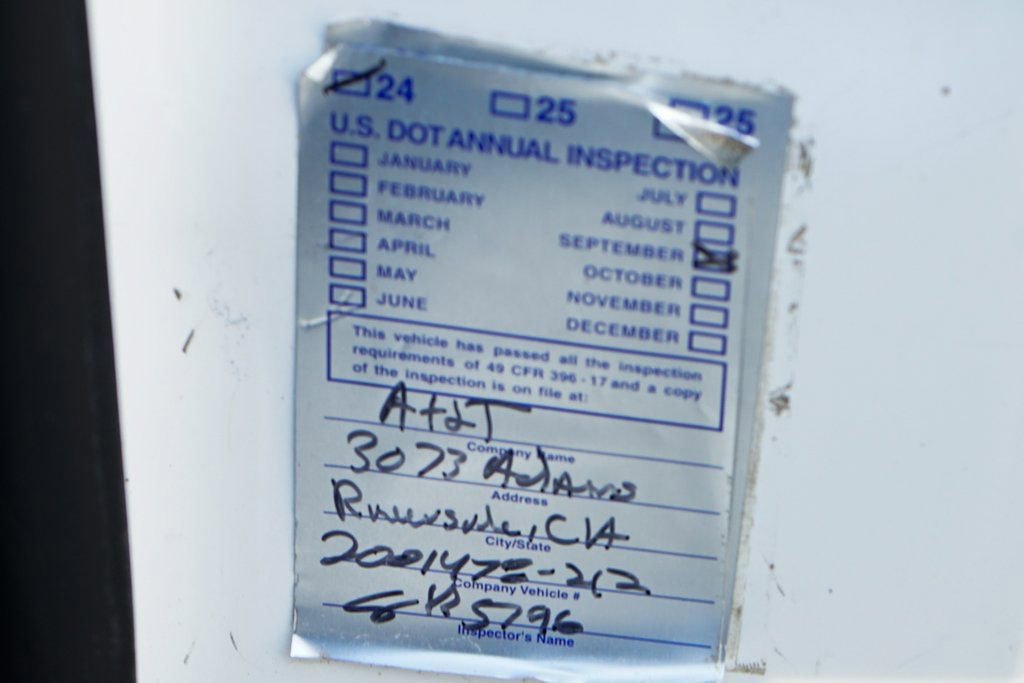 24 25 25
U.S. DOT ANNUAL INSPECTION
JANUARY JULY
FEBRUARY AUGUST
MARCH SEPTEMBER
APRIL OCTOBER
MAY NOVEMBER
JUNE DECEMBER
This vehicle has passed all the inspection
requirements of 49 CFR 396 - 17 and a copy
of the inspection is on file at:
AT&T
Company Name
3073 Adams
Address
Riverside, CA
City/State
Company Vehicle #
5796
Inspector's Name